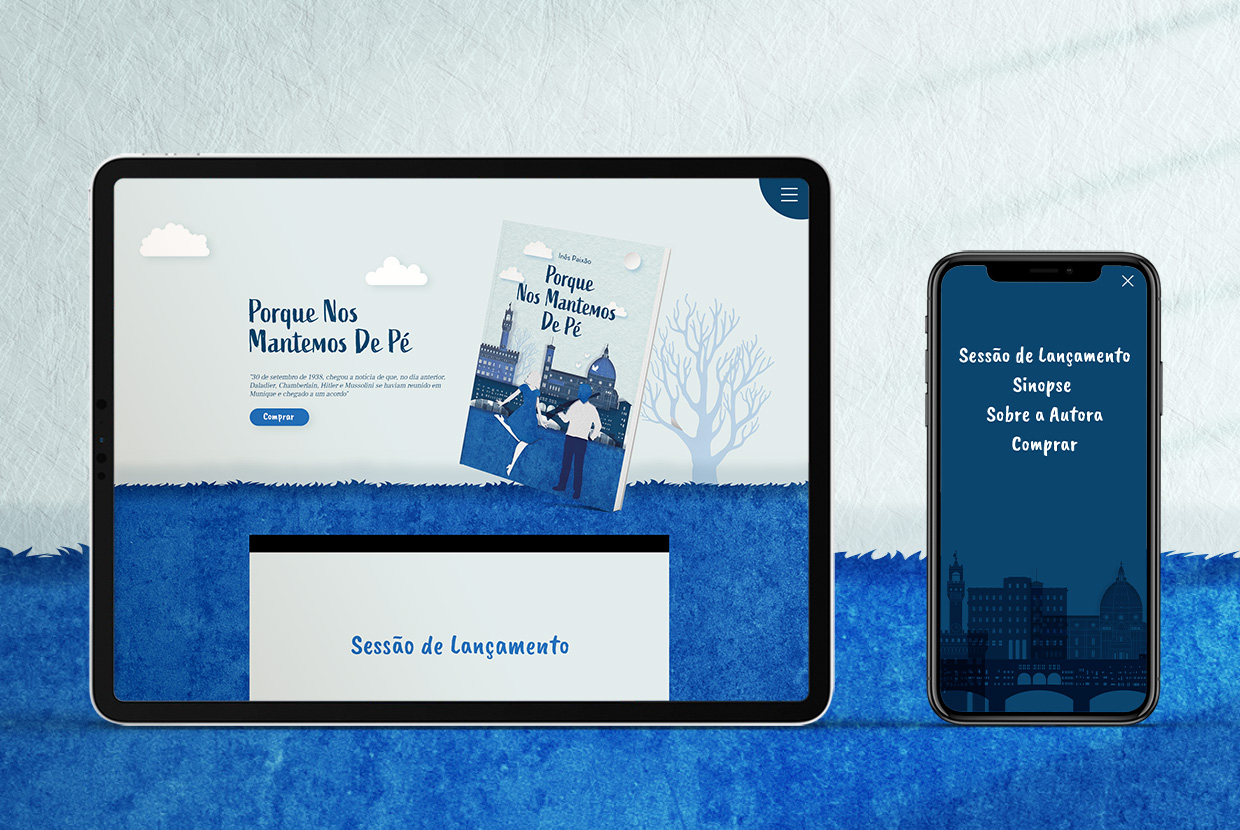 Porque Nos
Mantemos De Pé
"30 de setembro de 1938, chegou a notícia de que, no dia anterior,
Daladier, Chamberlain, Hitler e Mussolini se haviam reunido em
Munique e chegado a um acordo"
Comprar
Inês Paixão
Porque
Nos Mantemos
De Pé
Sessão de Lançamento
Sessão de Lançamento
Sinopse
Sobre a Autora
Comprar